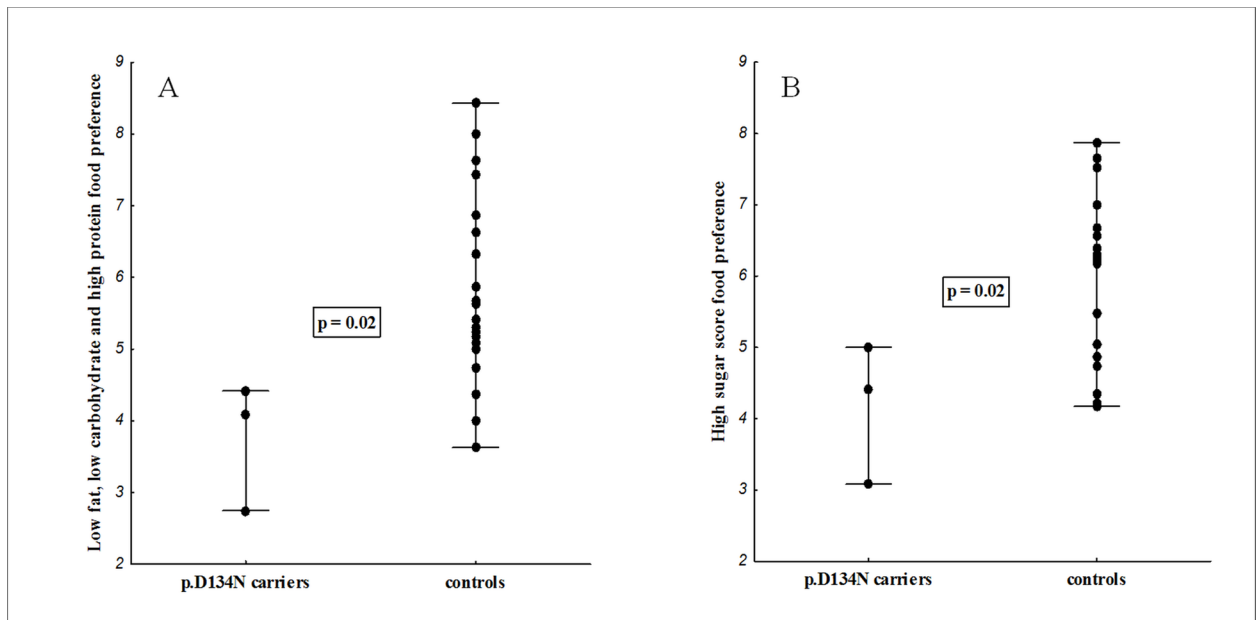 A
Low fat, low carbohydrate and high protein food preference
9
8
7
6
5
4
3
2
p = 0.02
p.D134N carriers
controls
B
High sugar score food preference
9
8
7
6
5
4
3
2
p = 0.02
p.D134N carriers
controls